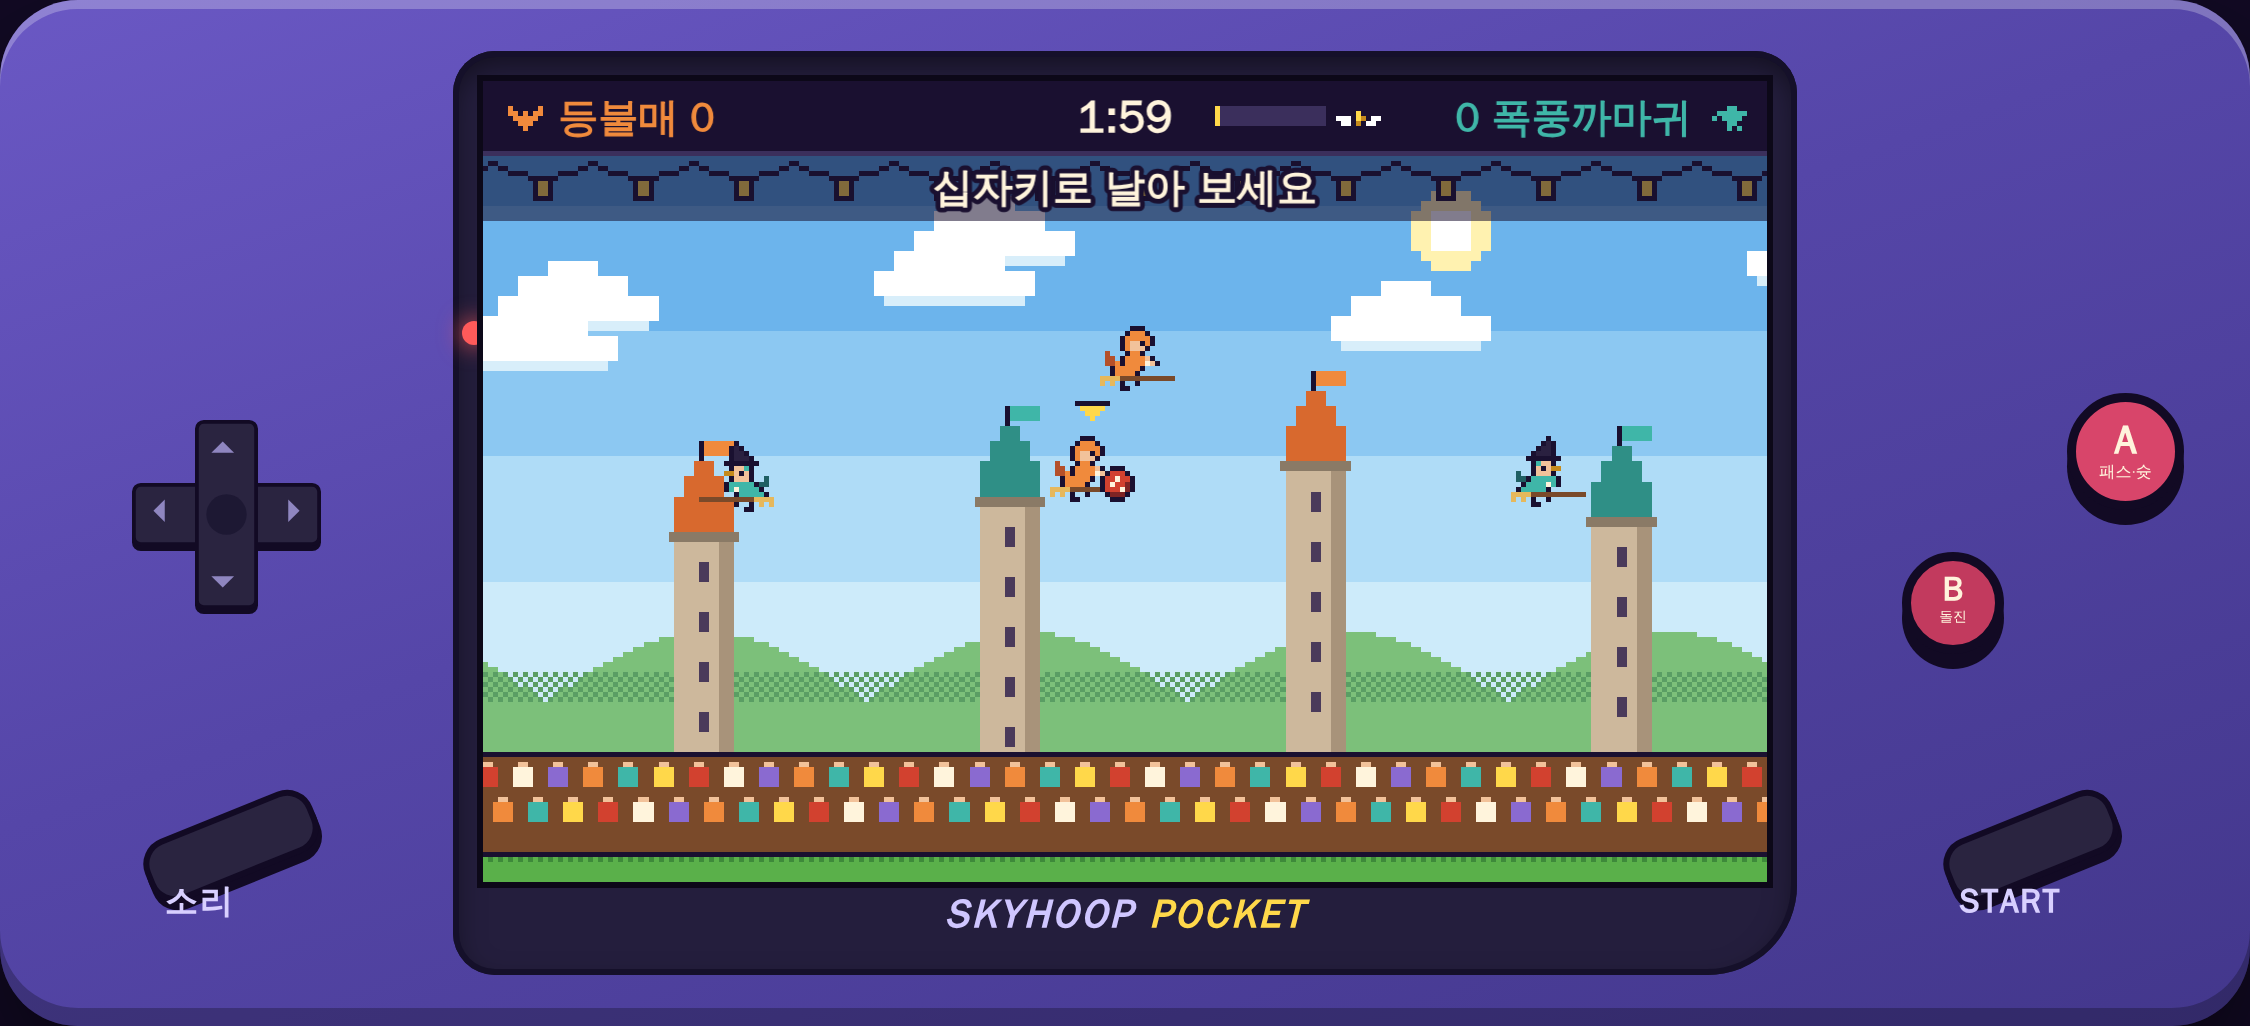 등불매 0
1:59
0 폭풍까마귀
십자키로 날아 보세요
A
패스·슛
B
돌진
소리
START
SKYHOOP POCKET